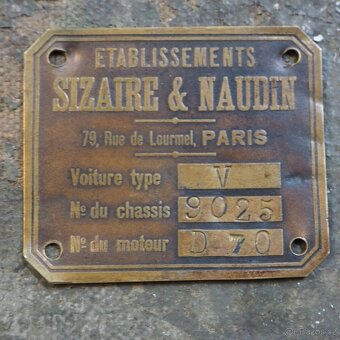 ETABLISSEMENTS
SIZAIRE & NAUDIN
79, Rue de Lourmel, PARIS
Voiture type V
No du chassis 9025
No du moteur D 70